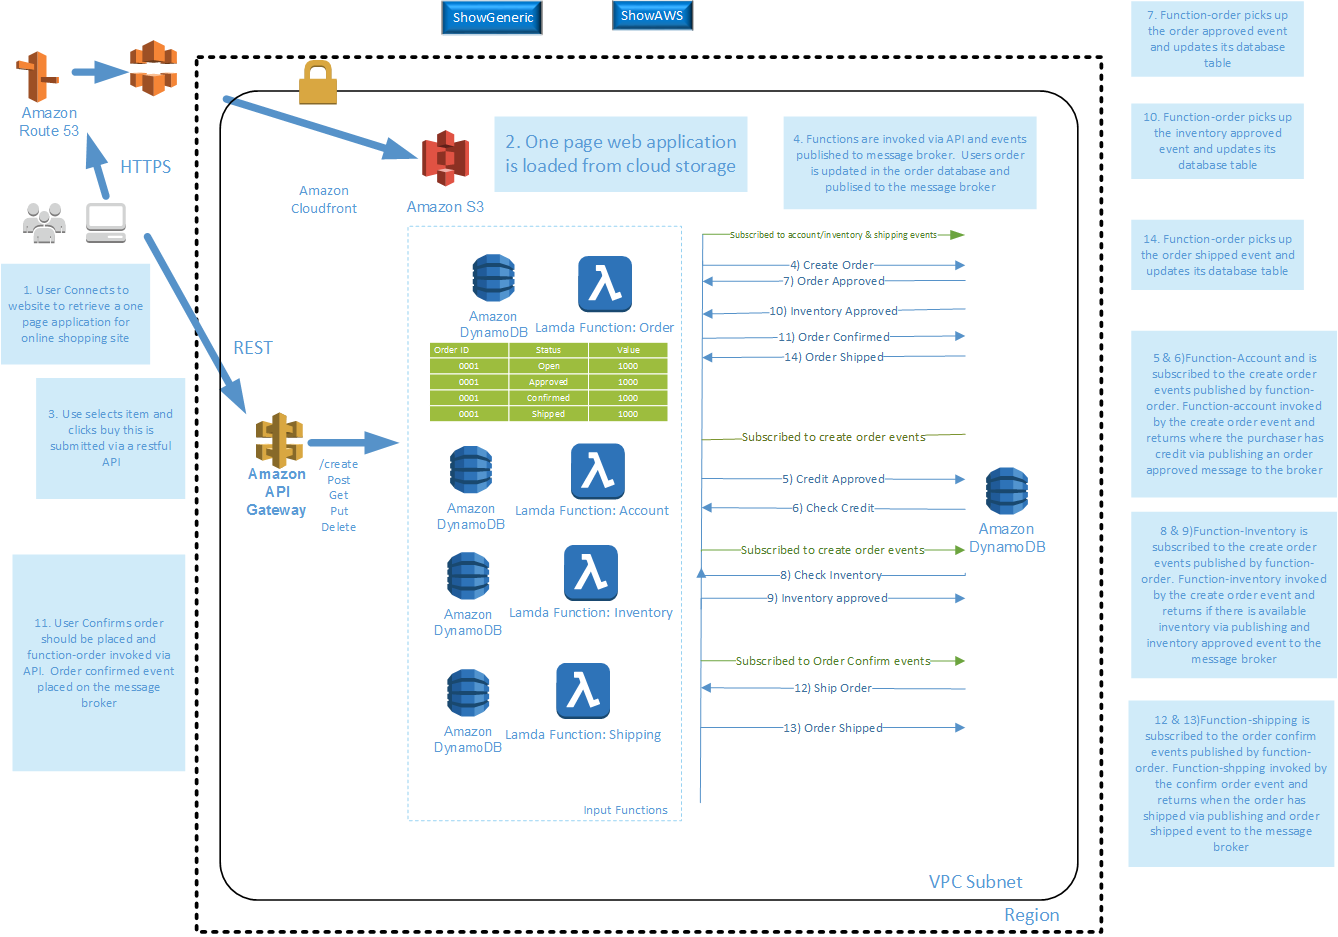 ShowGeneric
ShowAWS
Amazon
Route 53
HTTPS
1. User Connects to
website to retrieve a one
page application for
online shopping site
REST
3. Use selects item and
clicks buy this is
submitted via a restful
API
11. User Confirms order
should be placed and
function-order invoked via
API. Order confirmed event
placed on the message
broker
Amazon
API
Gateway
/create
Post
Get
Put
Delete
Amazon
Cloudfront
Amazon S3
2. One page web application
is loaded from cloud storage
4. Functions are invoked via API and events
published to message broker. Users order
is updated in the order database and
publised to the message broker
Amazon
DynamoDB
Lamda Function: Order
Order ID Status Value
0001 Open 1000
0001 Approved 1000
0001 Confirmed 1000
0001 Shipped 1000
Amazon
DynamoDB
Lamda Function: Account
Amazon
DynamoDB
Lamda Function: Inventory
Amazon
DynamoDB
Lamda Function: Shipping
Input Functions
Subscribed to account/inventory & shipping events
4) Create Order
7) Order Approved
10) Inventory Approved
11) Order Confirmed
14) Order Shipped
Subscribed to create order events
5) Credit Approved
6) Check Credit
Subscribed to create order events
8) Check Inventory
9) Inventory approved
Subscribed to Order Confirm events
12) Ship Order
13) Order Shipped
Amazon
DynamoDB
VPC Subnet
Region
7. Function-order picks up
the order approved event
and updates its database
table
10. Function-order picks up
the inventory approved
event and updates its
database table
14. Function-order picks up
the order shipped event and
updates its database table
5 & 6)Function-Account and is
subscribed to the create order
events published by function-
order. Function-account invoked
by the create order event and
returns where the purchaser has
credit via publishing an order
approved message to the broker
8 & 9)Function-Inventory is
subscribed to the create order
events published by function-
order. Function-inventory invoked
by the create order event and
returns if there is available
inventory via publishing and
inventory approved event to the
message broker
12 & 13)Function-shipping is
subscribed to the order confirm
events published by function-
order. Function-shpping invoked by
the confirm order event and
returns when the order has
shipped via publishing and order
shipped event to the message
broker